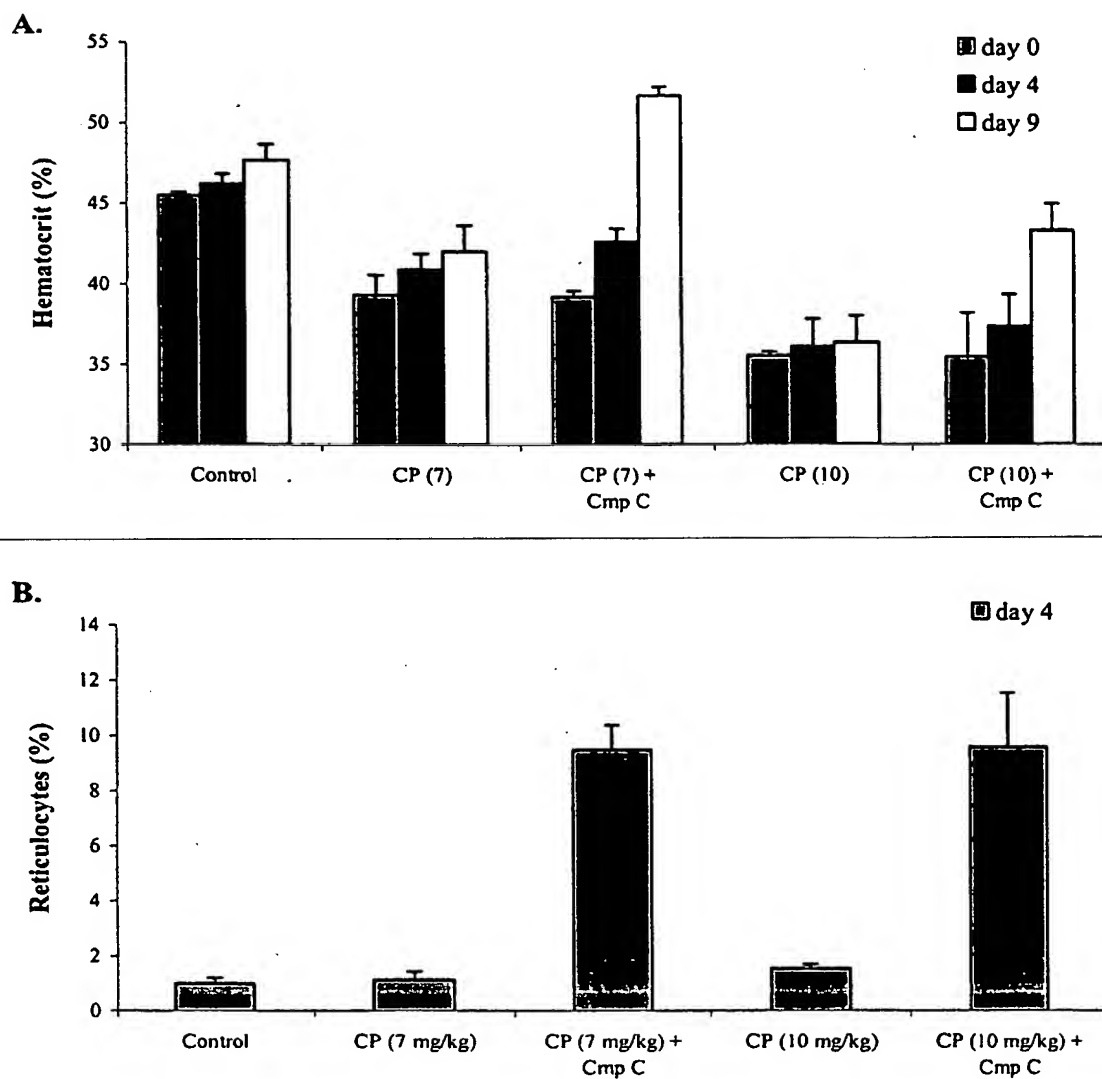 A.
55
50
45
40
35
30
Hematocrit (%)
day 0
day 4
day 9
Control
CP (7)
CP (7) +
Cmp C
CP (10)
CP (10) +
Cmp C
B.
14
12
10
8
6
4
2
0
Reticulocytes (%)
day 4
Control
CP (7 mg/kg)
CP (7 mg/kg) +
Cmp C
CP (10 mg/kg)
CP (10 mg/kg) +
Cmp C